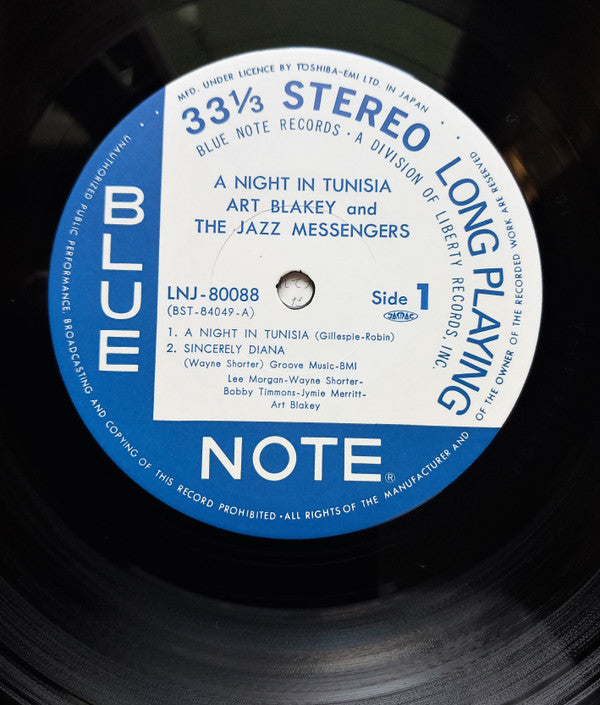 MFD. UNDER LICENCE BY TOSHIBA-EMI LTD. IN JAPAN
33⅓ STEREO LONG PLAYING
BLUE NOTE RECORDS · A DIVISION OF LIBERTY RECORDS, INC.
A NIGHT IN TUNISIA
ART BLAKEY and
THE JAZZ MESSENGERS
LNJ-80088
(BST-84049-A)
Side 1
1. A NIGHT IN TUNISIA (Gillespie-Robin)
2. SINCERELY DIANA
(Wayne Shorter) Groove Music-BMI
Lee Morgan-Wayne Shorter-
Bobby Timmons-Jymie Merritt-
Art Blakey
BLUE
NOTE®
UNAUTHORIZED PUBLIC PERFORMANCE, BROADCASTING AND COPYING OF THIS RECORD PROHIBITED · ALL RIGHTS OF THE MANUFACTURER AND OF THE OWNER OF THE RECORDED WORK ARE RESERVED